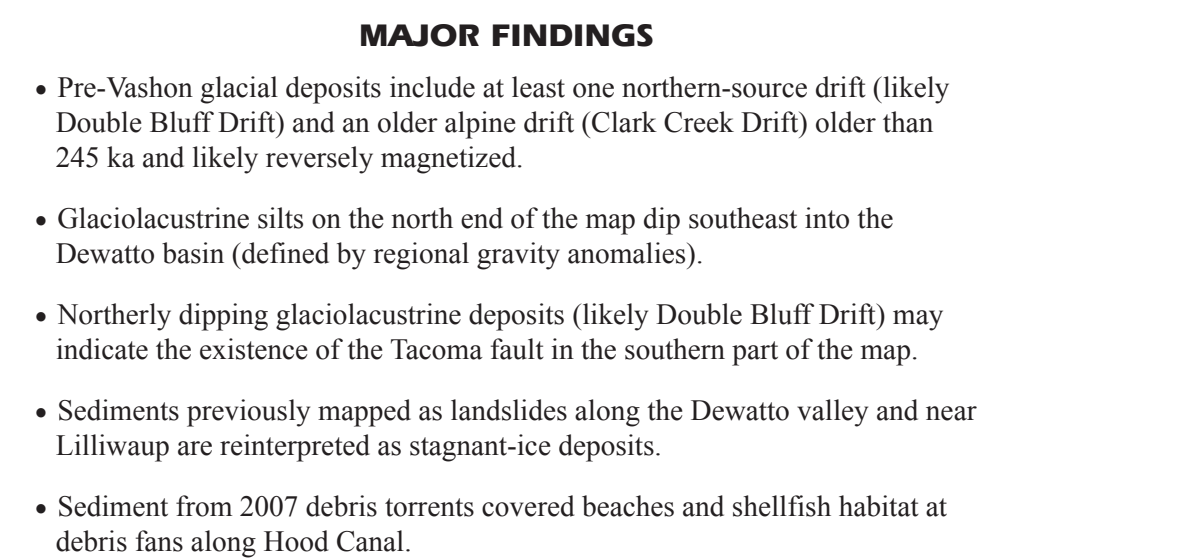 MAJOR FINDINGS
• Pre-Vashon glacial deposits include at least one northern-source drift (likely
Double Bluff Drift) and an older alpine drift (Clark Creek Drift) older than
245 ka and likely reversely magnetized.
• Glaciolacustrine silts on the north end of the map dip southeast into the
Dewatto basin (defined by regional gravity anomalies).
• Northerly dipping glaciolacustrine deposits (likely Double Bluff Drift) may
indicate the existence of the Tacoma fault in the southern part of the map.
• Sediments previously mapped as landslides along the Dewatto valley and near
Lilliwaup are reinterpreted as stagnant-ice deposits.
• Sediment from 2007 debris torrents covered beaches and shellfish habitat at
debris fans along Hood Canal.